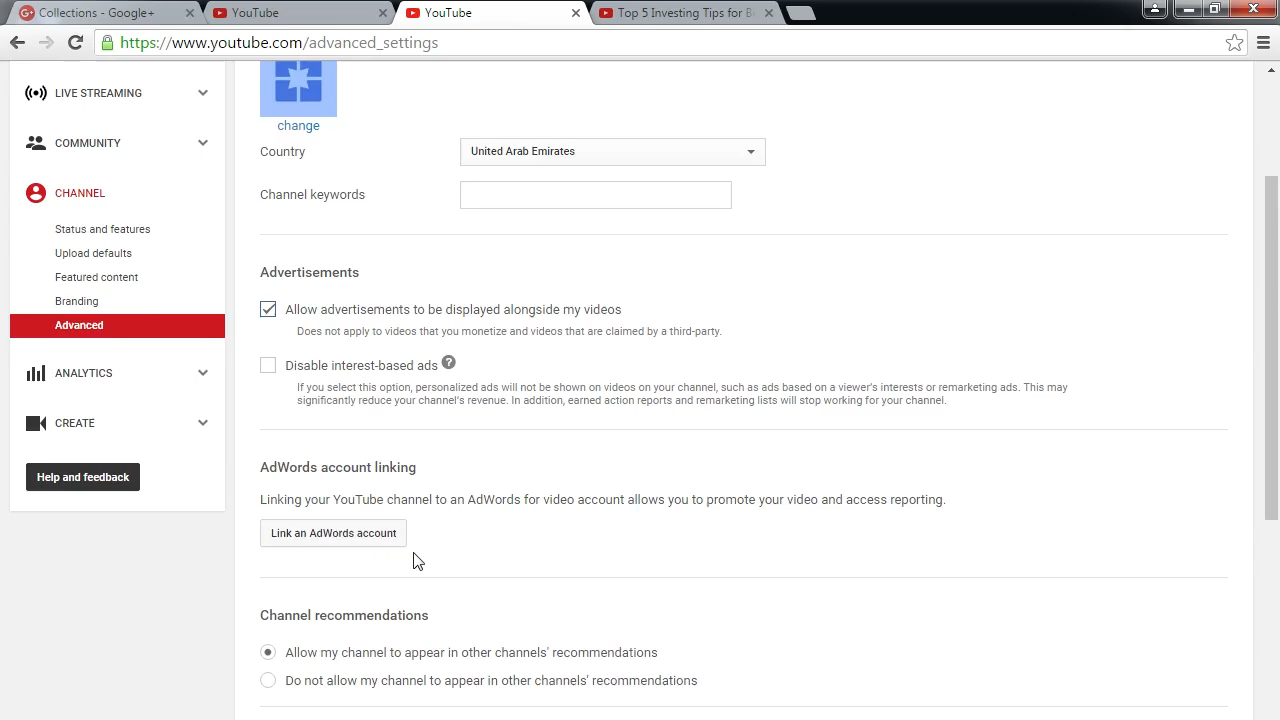 Collections - Google+
YouTube
YouTube
Top 5 Investing Tips for B
https://www.youtube.com/advanced_settings
LIVE STREAMING
COMMUNITY
CHANNEL
Status and features
Upload defaults
Featured content
Branding
Advanced
ANALYTICS
CREATE
Help and feedback
change
Country
United Arab Emirates
Channel keywords
Advertisements
Allow advertisements to be displayed alongside my videos
Does not apply to videos that you monetize and videos that are claimed by a third-party.
Disable interest-based ads ?
If you select this option, personalized ads will not be shown on videos on your channel, such as ads based on a viewer's interests or remarketing ads. This may
significantly reduce your channel's revenue. In addition, earned action reports and remarketing lists will stop working for your channel.
AdWords account linking
Linking your YouTube channel to an AdWords for video account allows you to promote your video and access reporting.
Link an AdWords account
Channel recommendations
Allow my channel to appear in other channels' recommendations
Do not allow my channel to appear in other channels' recommendations